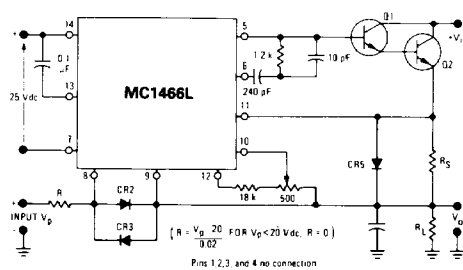 14
5
Q1
+Vi
1.2 k
10 pF
Q2
0.1
μF
25 Vdc
6
240 pF
13
MC1466L
11
10
7
8
9
12
CR5
RS
R
CR2
18 k
500
INPUT Vp
CR3
(R = Vp 20 / 0.02 FOR Vp < 20 Vdc, R = 0)
Vo
RL
Pins 1,2,3, and 4 no connection